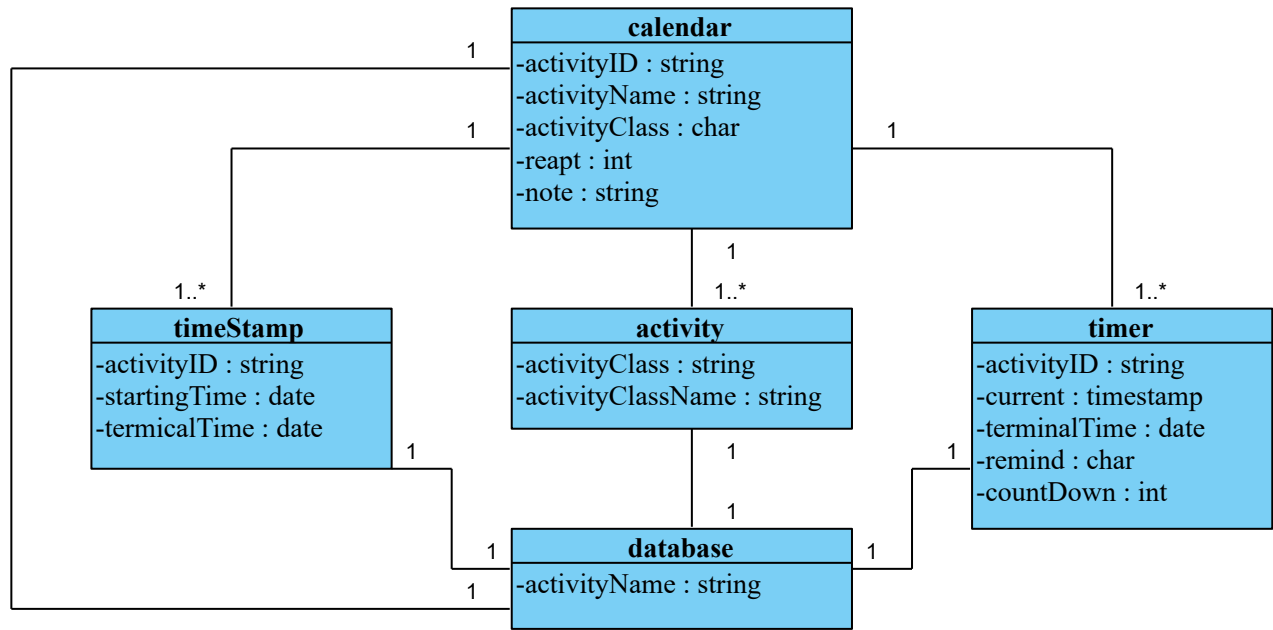 calendar
-activityID : string
-activityName : string
-activityClass : char
-reapt : int
-note : string
1
1
1
1
1..*
1..*
1..*
timeStamp
-activityID : string
-startingTime : date
-termicalTime : date
activity
-activityClass : string
-activityClassName : string
timer
-activityID : string
-current : timestamp
-terminalTime : date
-remind : char
-countDown : int
1
1
1
1
1
1
1
database
-activityName : string